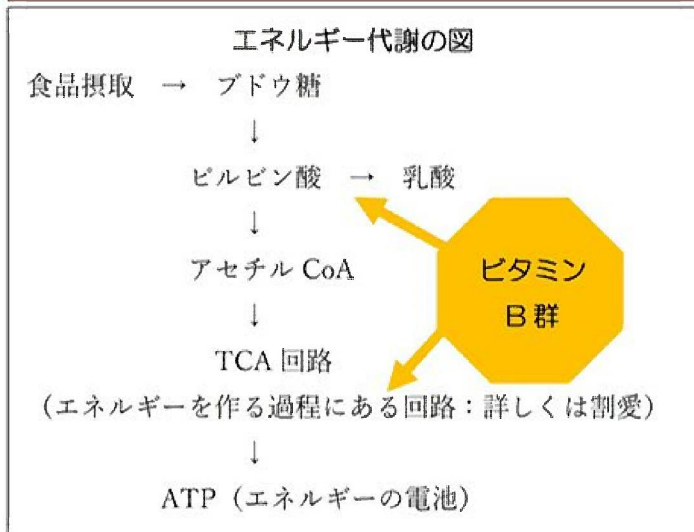 エネルギー代謝の図
食品摂取 → ブドウ糖
↓
ピルビン酸 → 乳酸
↓
アセチル CoA
ビタミン
B 群
↓
TCA 回路
（エネルギーを作る過程にある回路：詳しくは割愛）
↓
ATP（エネルギーの電池）